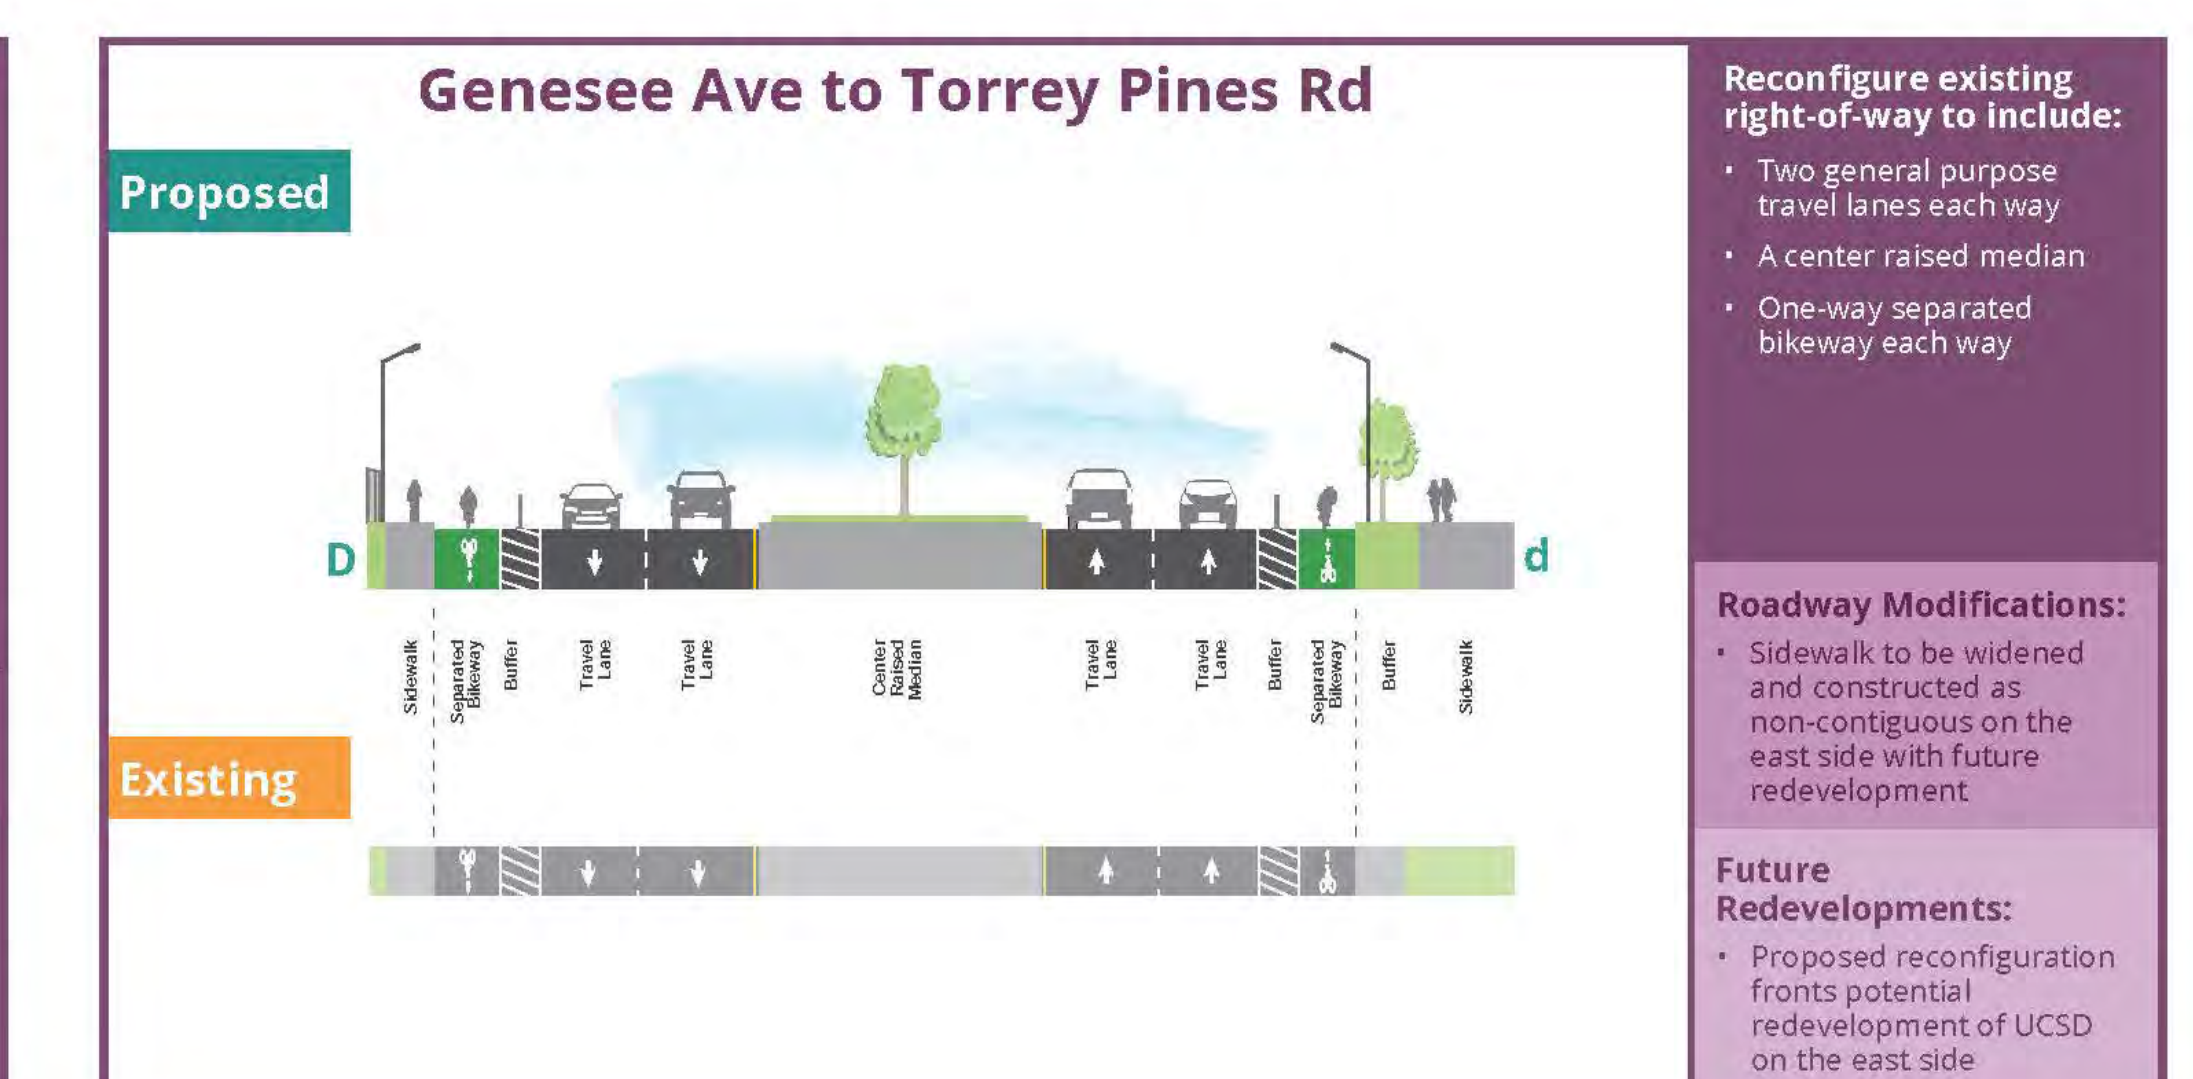 Genesee Ave to Torrey Pines Rd
Proposed
D
d
Sidewalk
Separated
Bikeway
Buffer
Travel
Lane
Travel
Lane
Center
Raised
Median
Travel
Lane
Travel
Lane
Buffer
Separated
Bikeway
Buffer
Sidewalk
Existing
Reconfigure existing
right-of-way to include:
• Two general purpose
travel lanes each way
• A center raised median
• One-way separated
bikeway each way
Roadway Modifications:
• Sidewalk to be widened
and constructed as
non-contiguous on the
east side with future
redevelopment
Future
Redevelopments:
• Proposed reconfiguration
fronts potential
redevelopment of UCSD
on the east side